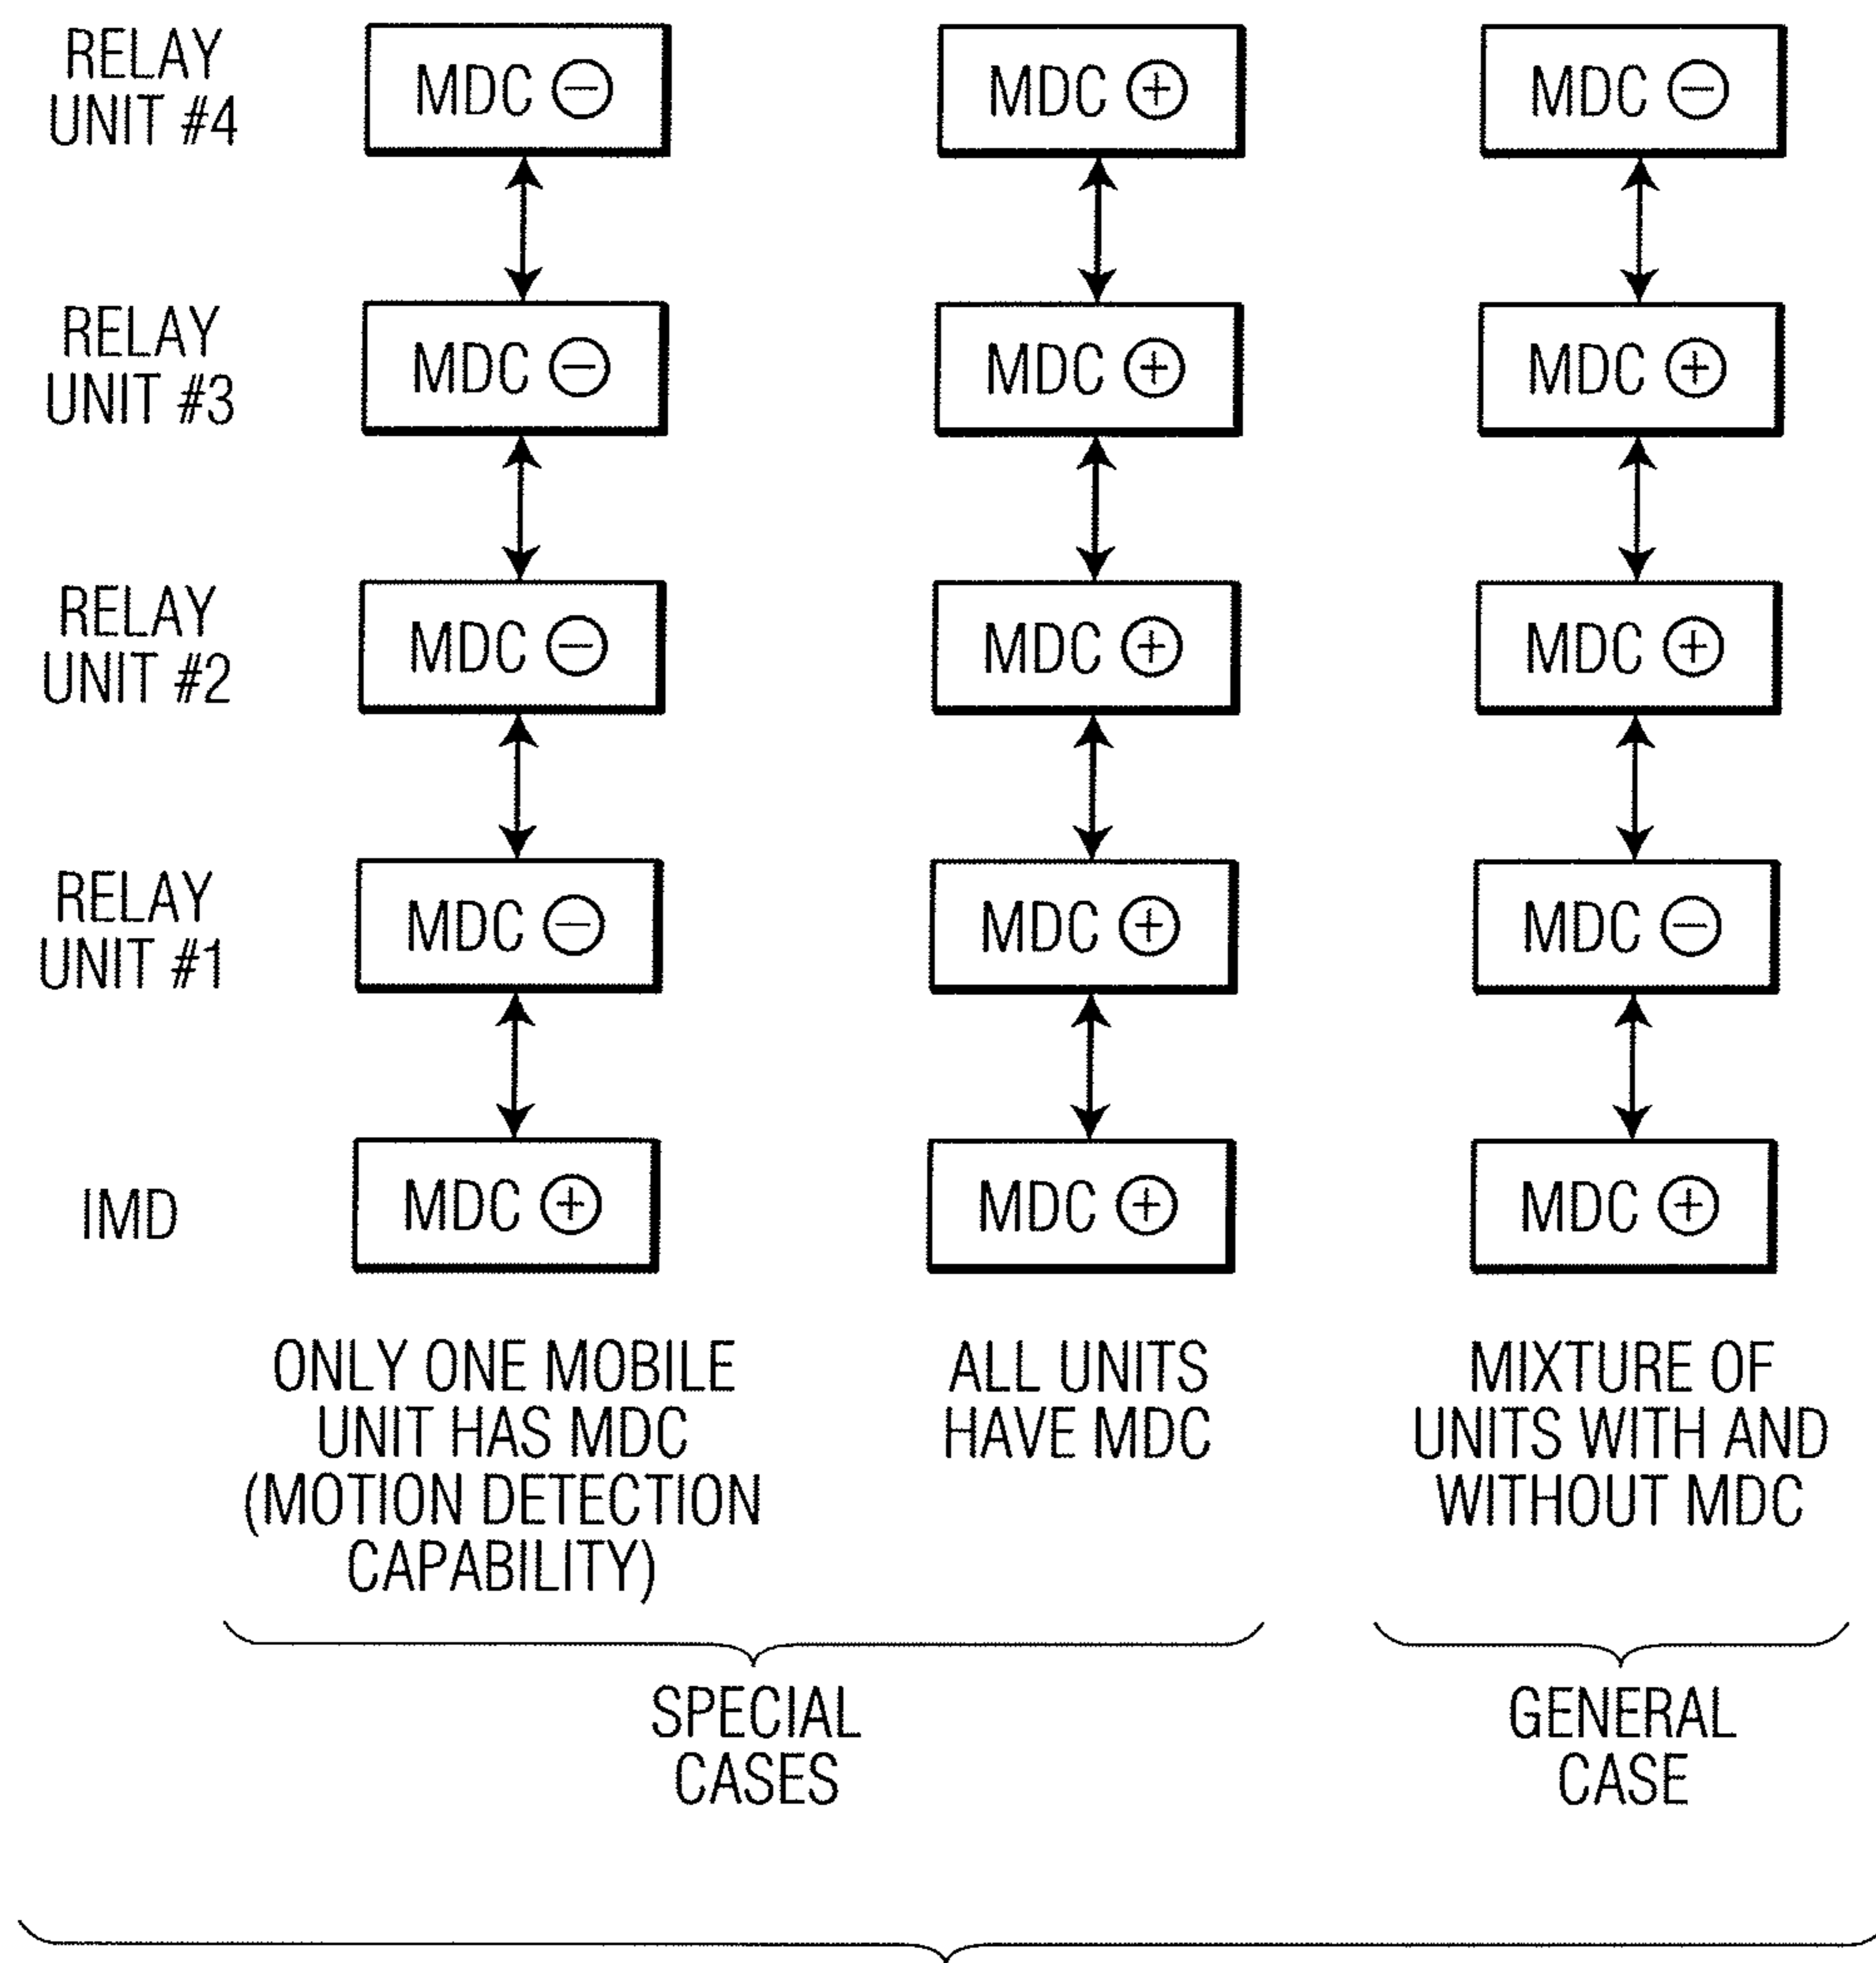 RELAY
UNIT #4
MDC ⊖
MDC ⊕
MDC ⊖
RELAY
UNIT #3
MDC ⊖
MDC ⊕
MDC ⊕
RELAY
UNIT #2
MDC ⊖
MDC ⊕
MDC ⊕
RELAY
UNIT #1
MDC ⊖
MDC ⊕
MDC ⊖
IMD
MDC ⊕
MDC ⊕
MDC ⊕
ONLY ONE MOBILE
UNIT HAS MDC
(MOTION DETECTION
CAPABILITY)
ALL UNITS
HAVE MDC
MIXTURE OF
UNITS WITH AND
WITHOUT MDC
SPECIAL
CASES
GENERAL
CASE